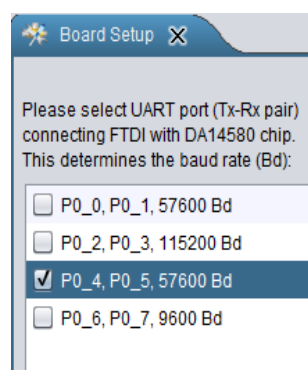 Board Setup
Please select UART port (Tx-Rx pair)
connecting FTDI with DA14580 chip.
This determines the baud rate (Bd):
P0_0, P0_1, 57600 Bd
P0_2, P0_3, 115200 Bd
P0_4, P0_5, 57600 Bd
P0_6, P0_7, 9600 Bd